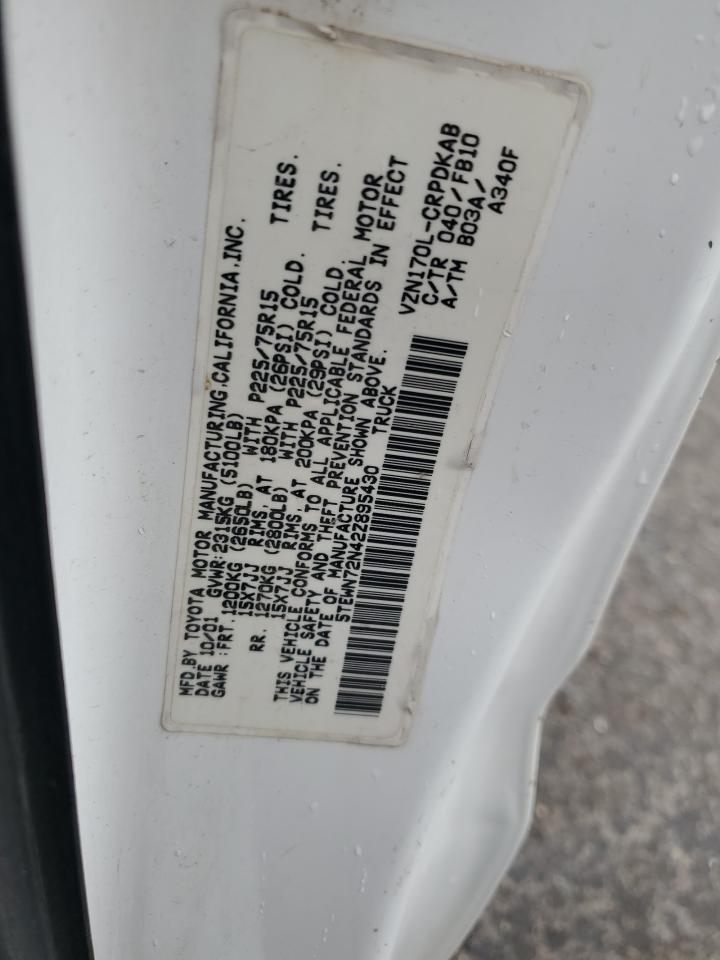 MFD.BY TOYOTA MOTOR MANUFACTURING,CALIFORNIA,INC.
DATE 10/01 GVWR:2315KG (5100LB)
GAWR :FRT.1200KG (2650LB) WITH P225/75R15 TIRES.
15X7JJ RIMS, AT 180KPA (26PSI) COLD.
RR. 1270KG (2800LB) WITH P225/75R15 TIRES.
15X7JJ RIMS, AT 200KPA (29PSI) COLD.
THIS VEHICLE CONFORMS TO ALL APPLICABLE FEDERAL MOTOR
VEHICLE SAFETY AND THEFT PREVENTION STANDARDS IN EFFECT
ON THE DATE OF MANUFACTURE SHOWN ABOVE.
5TEWN72N42Z895430 TRUCK
VZN170L-CRPDKAB
C/TR 040/FB10
A/TM B03A/
A340F